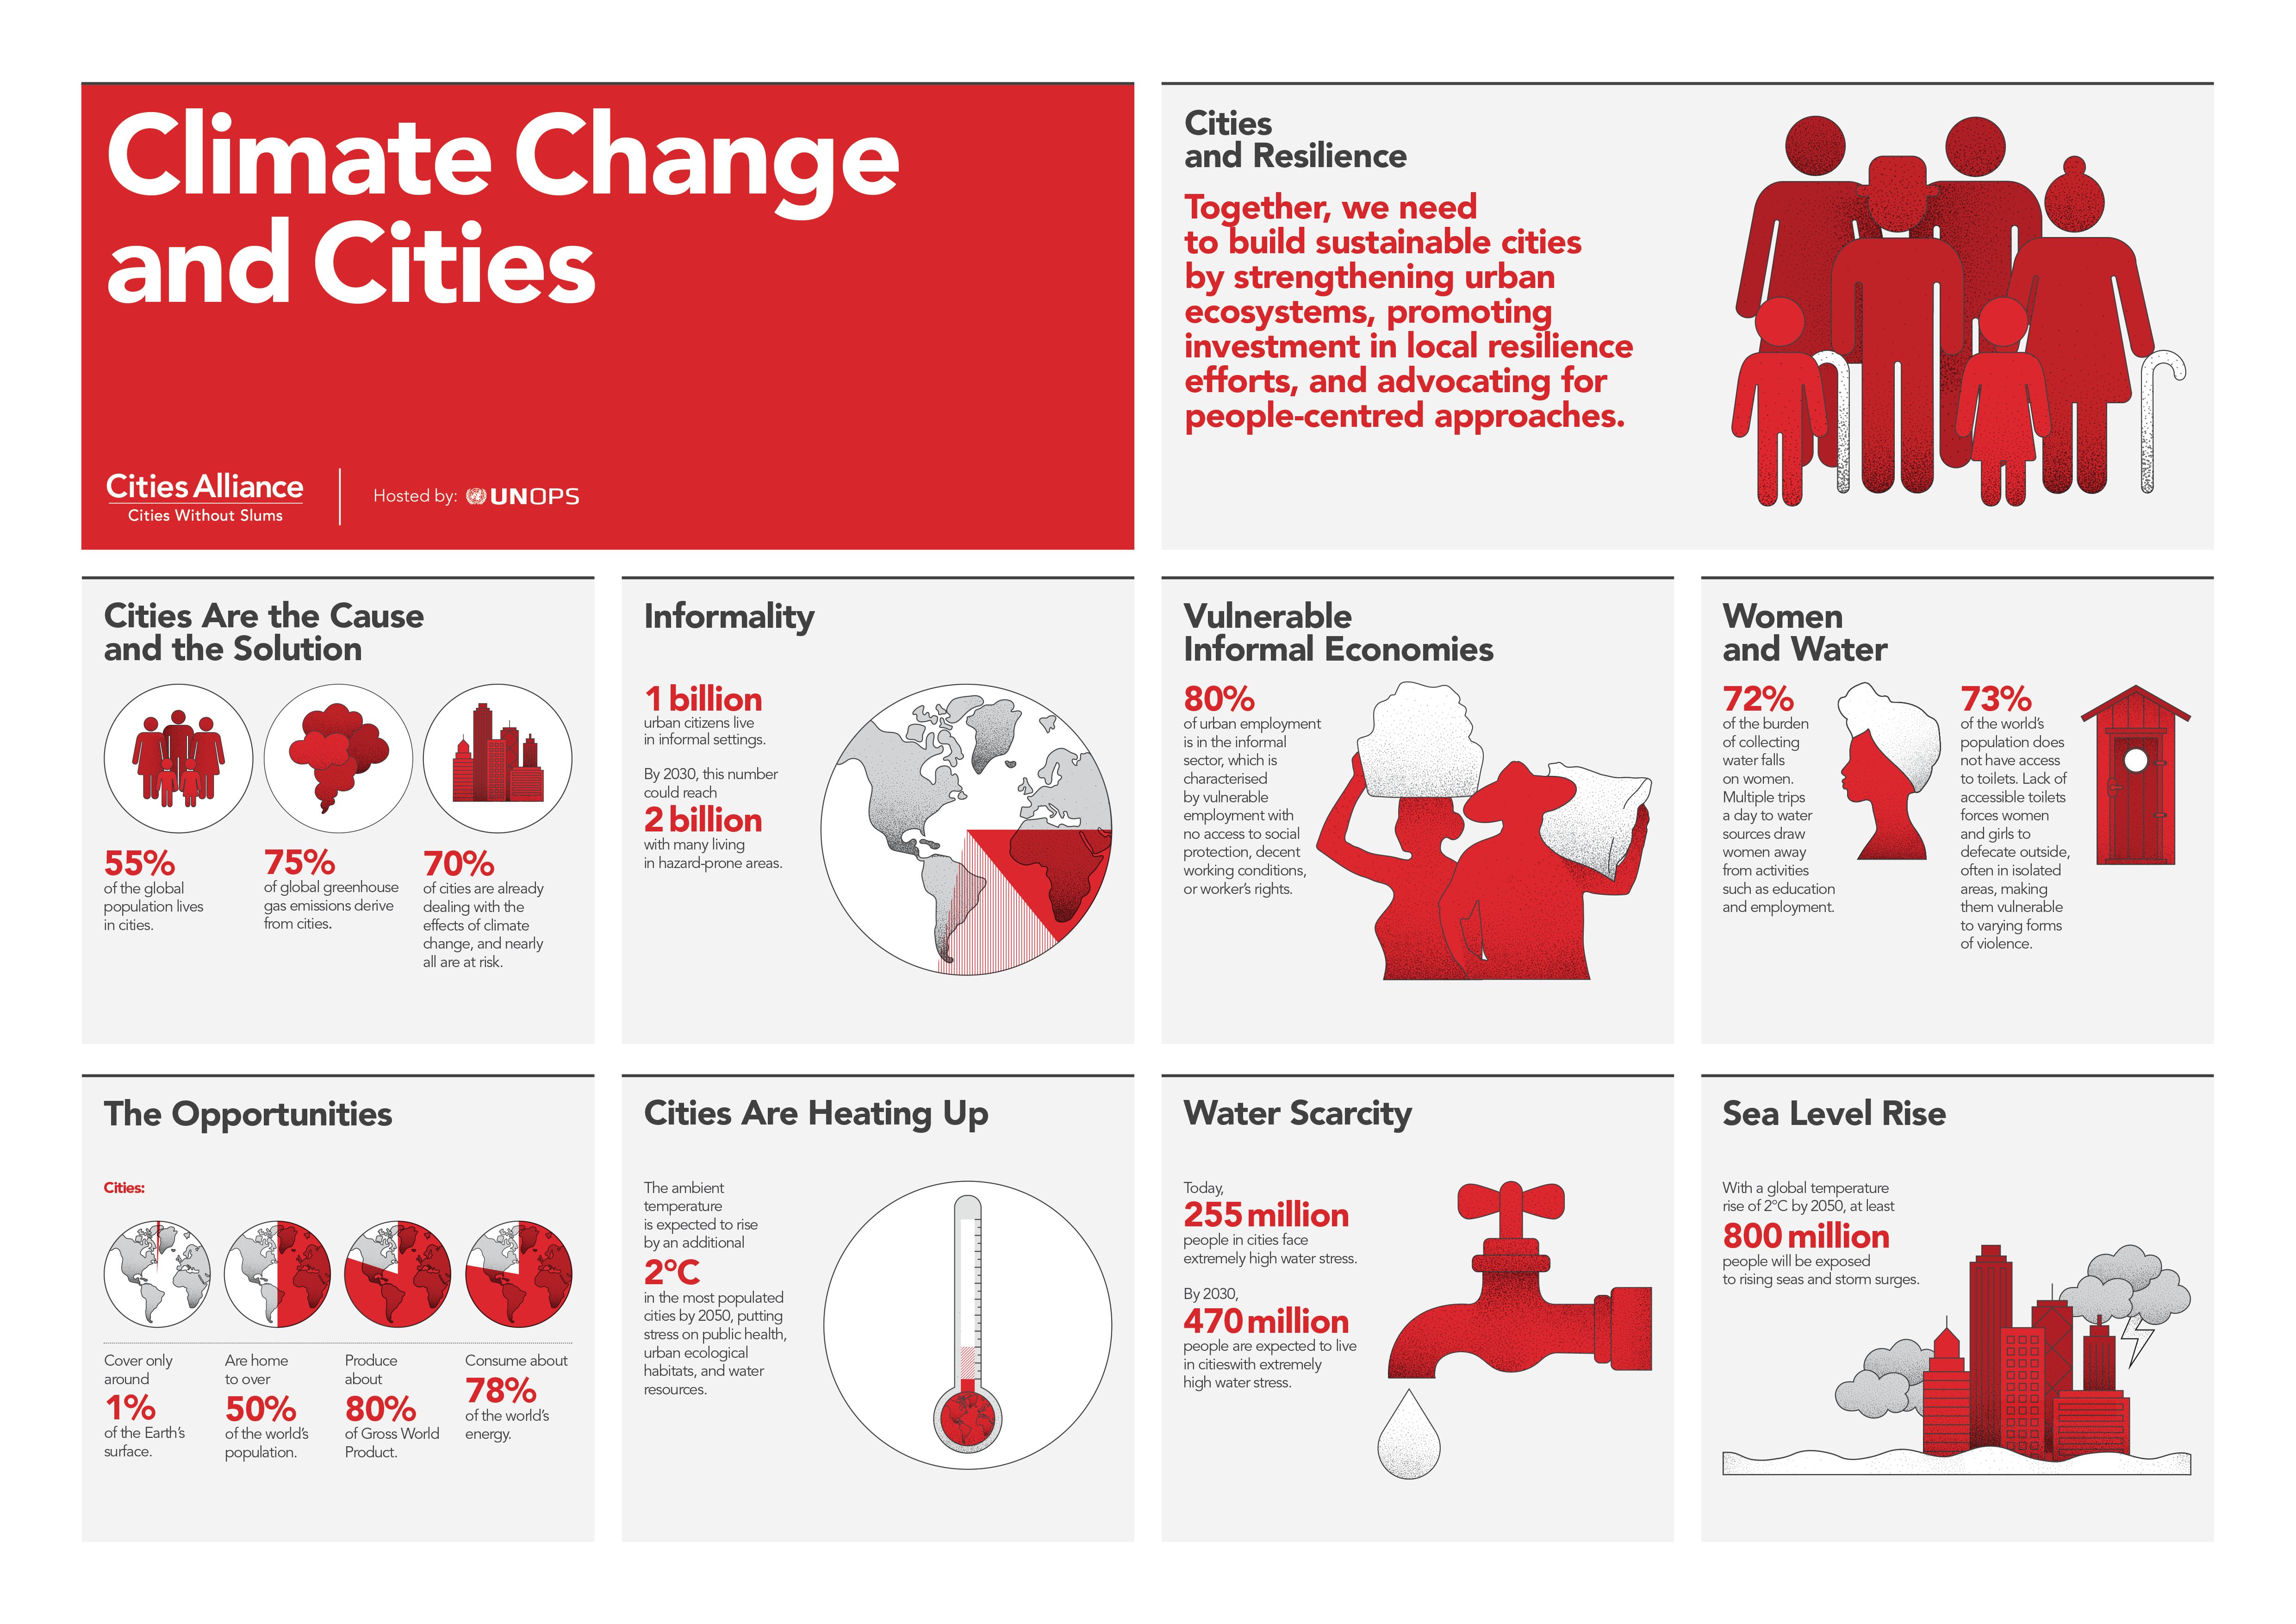 Climate Change
and Cities
Cities Alliance
Cities Without Slums
Hosted by: UNOPS
Cities
and Resilience
Together, we need
to build sustainable cities
by strengthening urban
ecosystems, promoting
investment in local resilience
efforts, and advocating for
people-centred approaches.
Cities Are the Cause
and the Solution
55%
of the global
population lives
in cities.
75%
of global greenhouse
gas emissions derive
from cities.
70%
of cities are already
dealing with the
effects of climate
change, and nearly
all are at risk.
Informality
1 billion
urban citizens live
in informal settings.
By 2030, this number
could reach
2 billion
with many living
in hazard-prone areas.
Vulnerable
Informal Economies
80%
of urban employment
is in the informal
sector, which is
characterised
by vulnerable
employment with
no access to social
protection, decent
working conditions,
or worker's rights.
Women
and Water
72%
of the burden
of collecting
water falls
on women.
Multiple trips
a day to water
sources draw
women away
from activities
such as education
and employment.
73%
of the world's
population does
not have access
to toilets. Lack of
accessible toilets
forces women
and girls to
defecate outside,
often in isolated
areas, making
them vulnerable
to varying forms
of violence.
The Opportunities
Cities:
Cover only
around
1%
of the Earth's
surface.
Are home
to over
50%
of the world's
population.
Produce
about
80%
of Gross World
Product.
Consume about
78%
of the world's
energy.
Cities Are Heating Up
The ambient
temperature
is expected to rise
by an additional
2°C
in the most populated
cities by 2050, putting
stress on public health,
urban ecological
habitats, and water
resources.
Water Scarcity
Today,
255 million
people in cities face
extremely high water stress.
By 2030,
470 million
people are expected to live
in citieswith extremely
high water stress.
Sea Level Rise
With a global temperature
rise of 2°C by 2050, at least
800 million
people will be exposed
to rising seas and storm surges.